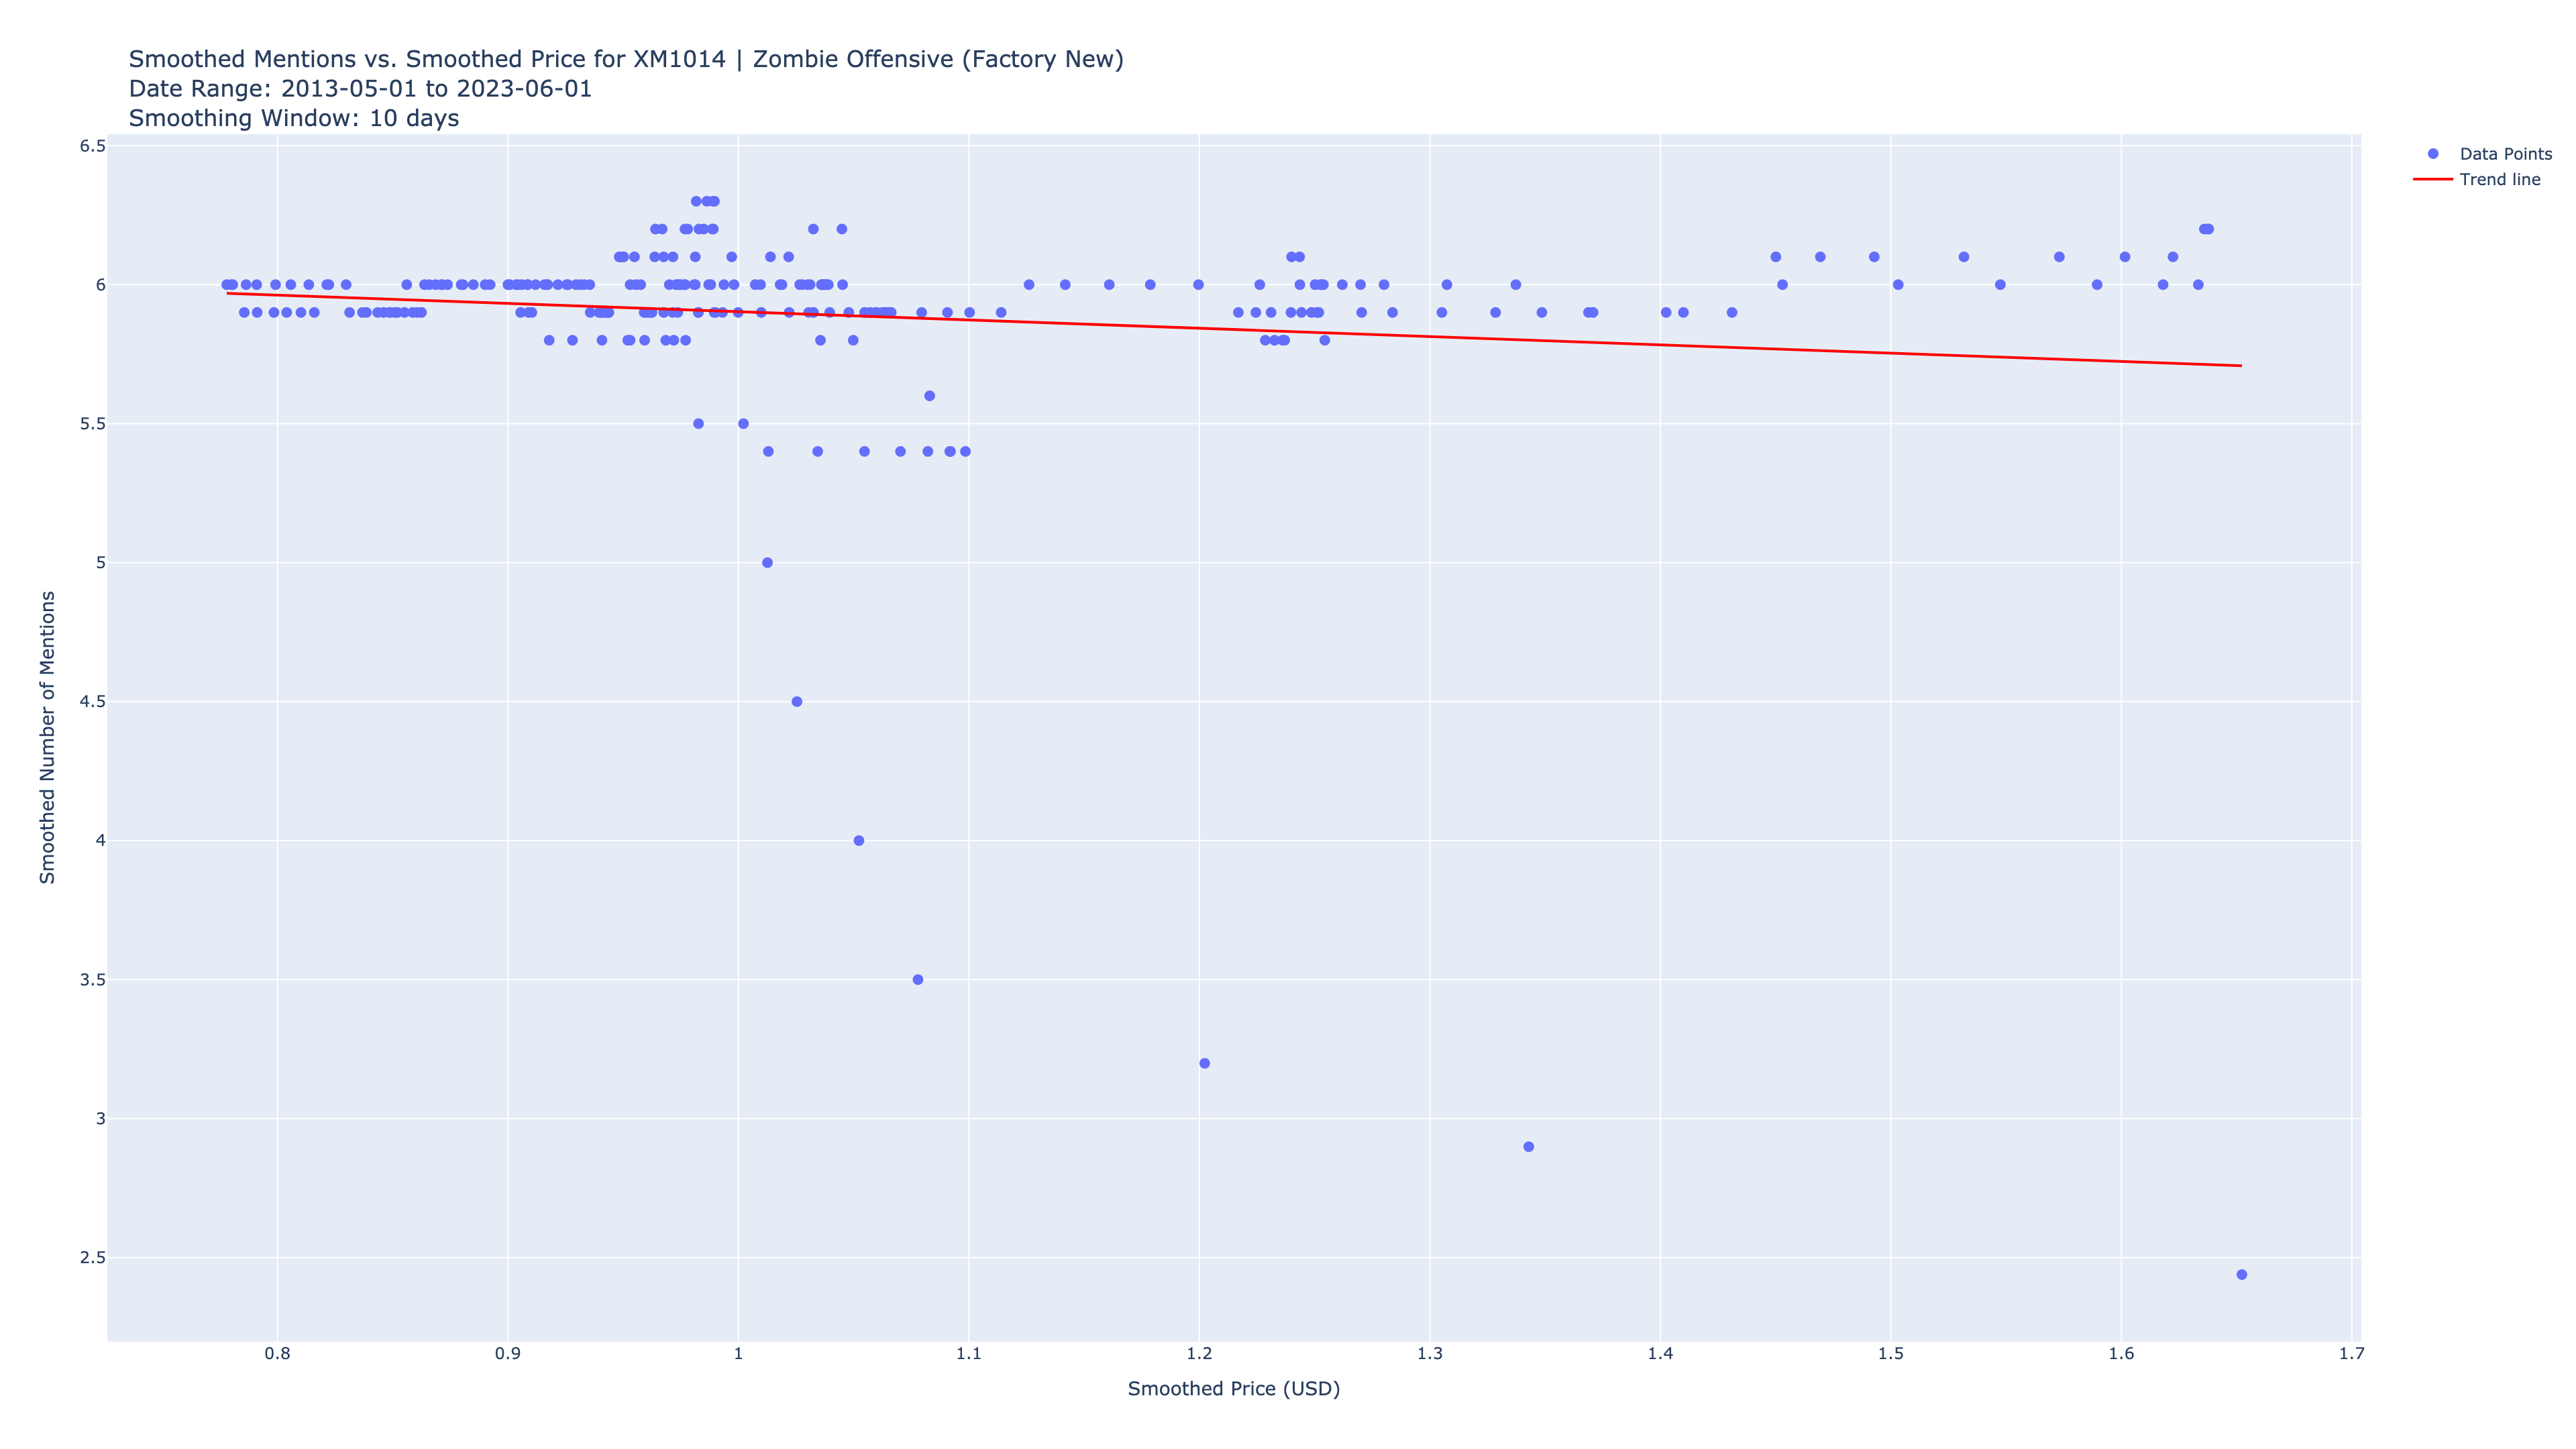 Smoothed Mentions vs. Smoothed Price for XM1014 | Zombie Offensive (Factory New)
Date Range: 2013-05-01 to 2023-06-01
Smoothing Window: 10 days
Data Points
Trend line
6.5
6
5.5
5
4.5
4
3.5
3
2.5
Smoothed Number of Mentions
0.8
0.9
1
1.1
1.2
1.3
1.4
1.5
1.6
1.7
Smoothed Price (USD)